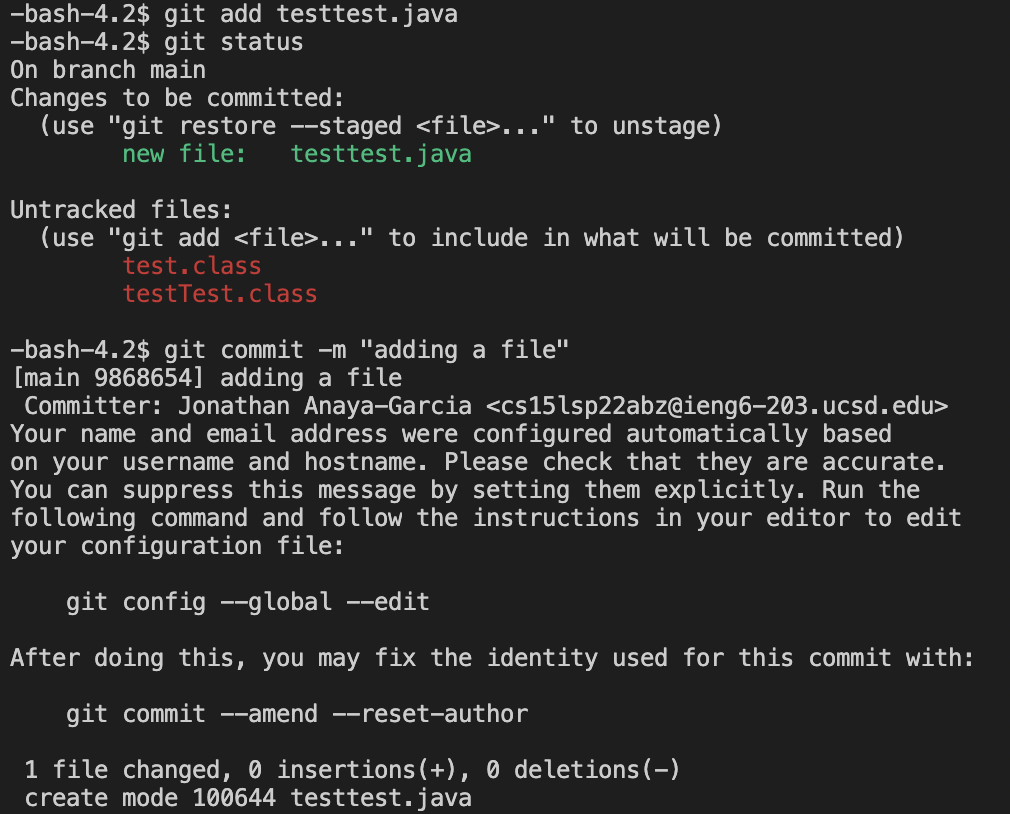 -bash-4.2$ git add testtest.java
-bash-4.2$ git status
On branch main
Changes to be committed:
  (use "git restore --staged <file>..." to unstage)
        new file:   testtest.java

Untracked files:
  (use "git add <file>..." to include in what will be committed)
        test.class
        testTest.class

-bash-4.2$ git commit -m "adding a file"
[main 9868654] adding a file
 Committer: Jonathan Anaya-Garcia <cs15lsp22abz@ieng6-203.ucsd.edu>
Your name and email address were configured automatically based
on your username and hostname. Please check that they are accurate.
You can suppress this message by setting them explicitly. Run the
following command and follow the instructions in your editor to edit
your configuration file:

    git config --global --edit

After doing this, you may fix the identity used for this commit with:

    git commit --amend --reset-author

 1 file changed, 0 insertions(+), 0 deletions(-)
 create mode 100644 testtest.java